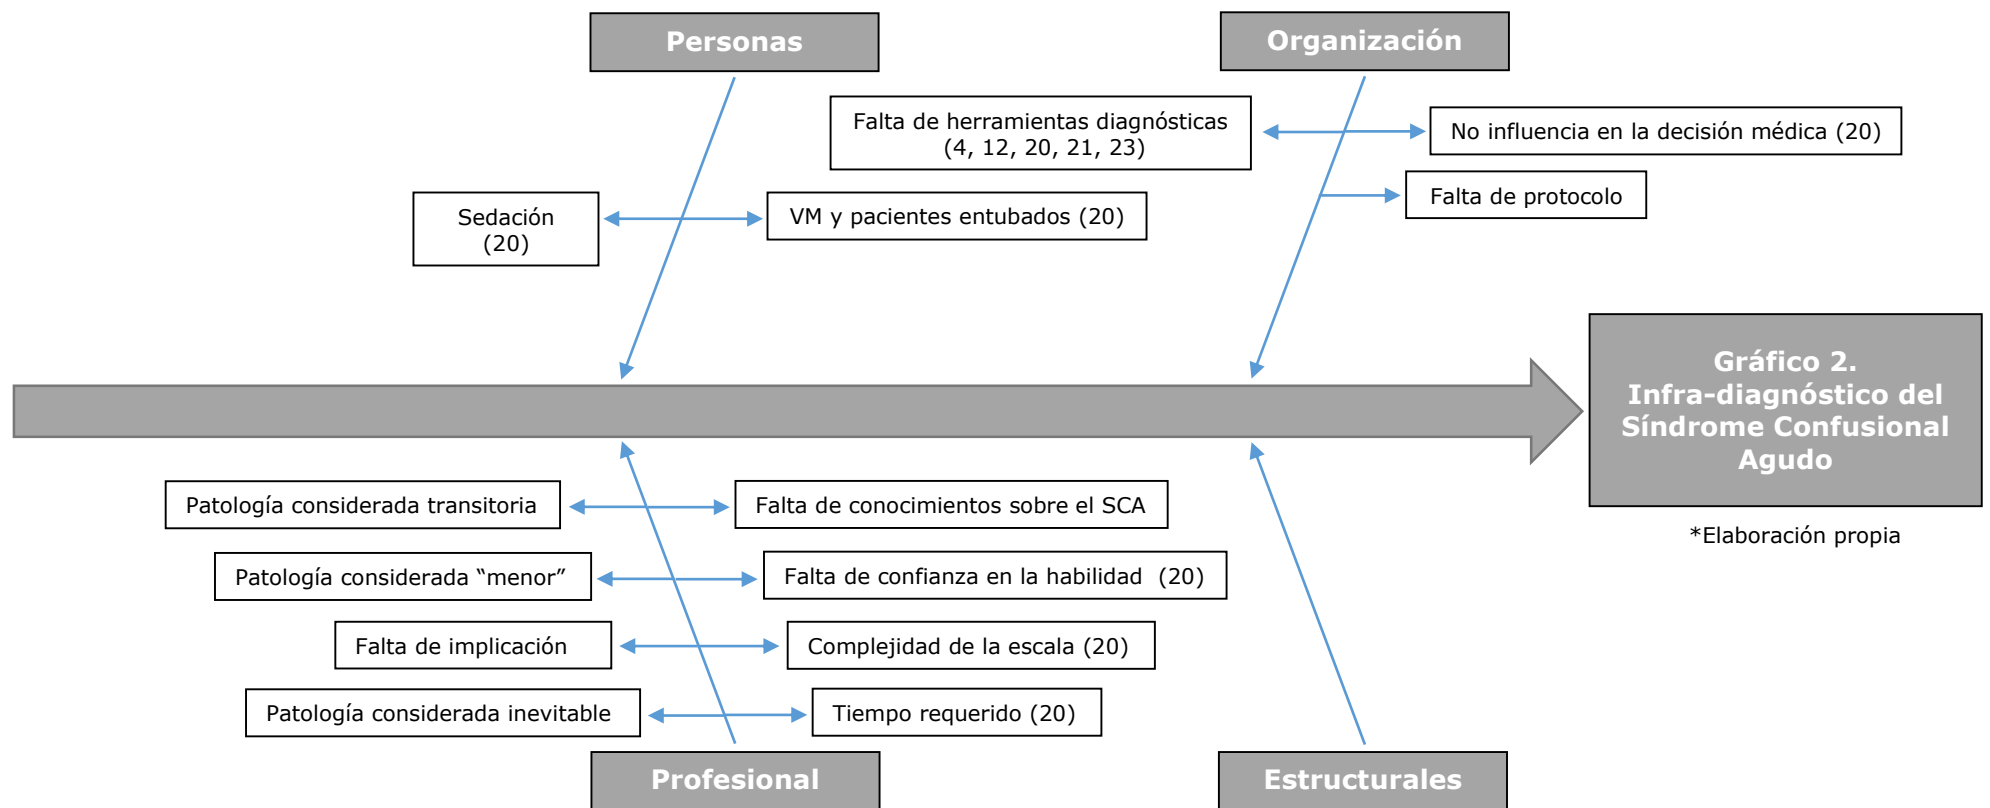 Personas
Organización
Falta de herramientas diagnósticas
(4, 12, 20, 21, 23)
No influencia en la decisión médica (20)
Falta de protocolo
Sedación
(20)
VM y pacientes entubados (20)
Gráfico 2.
Infra-diagnóstico del
Síndrome Confusional
Agudo
*Elaboración propia
Patología considerada transitoria
Falta de conocimientos sobre el SCA
Patología considerada “menor”
Falta de confianza en la habilidad (20)
Falta de implicación
Complejidad de la escala (20)
Patología considerada inevitable
Tiempo requerido (20)
Profesional
Estructurales